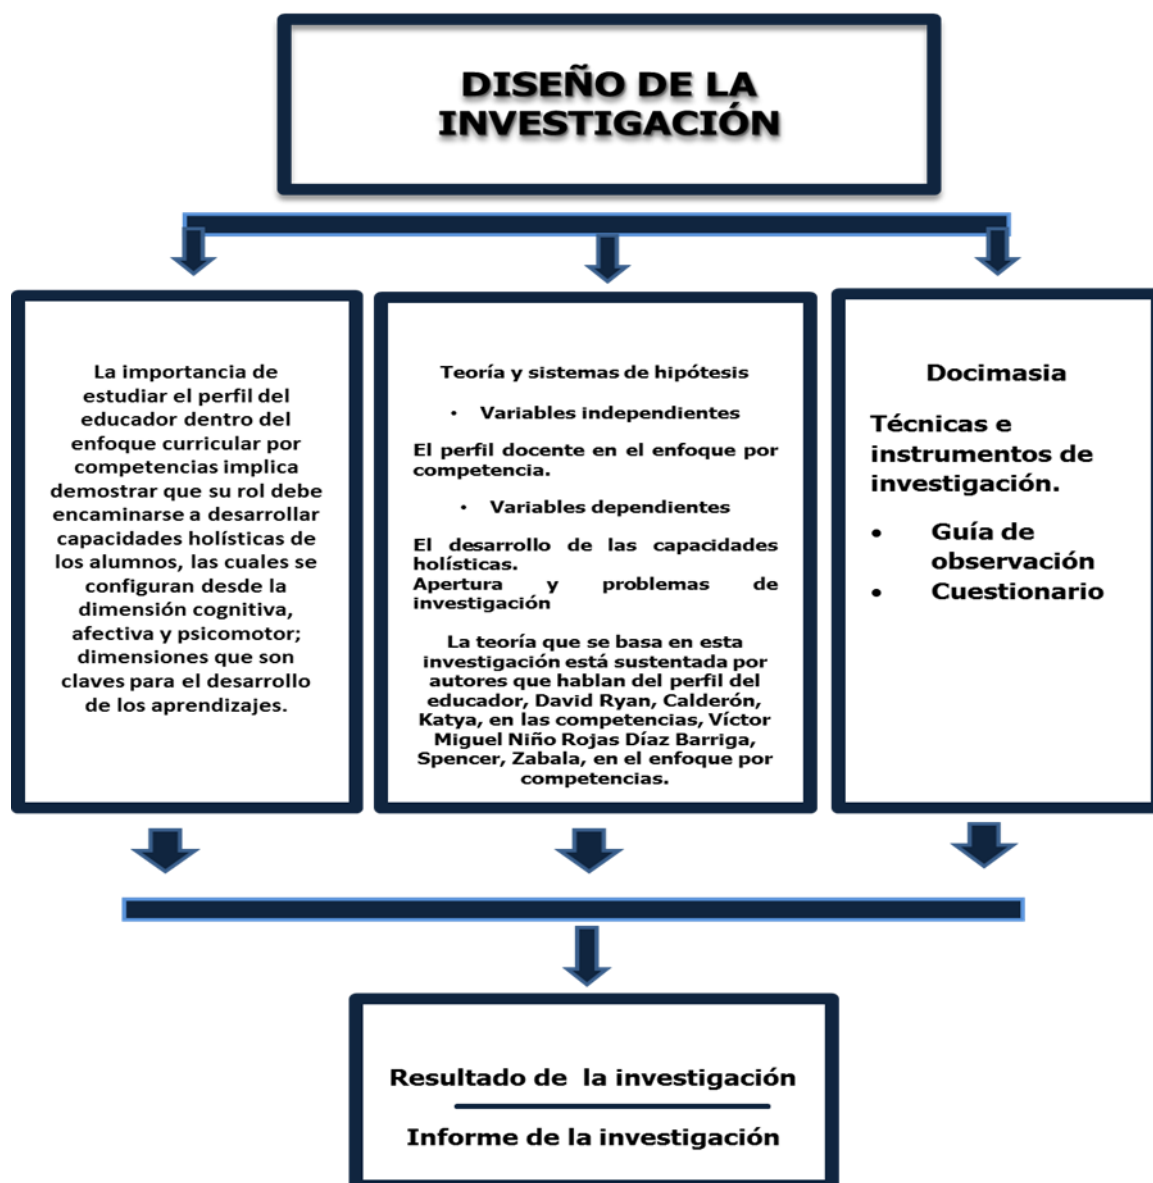 DISEÑO DE LA
INVESTIGACIÓN
La importancia de
estudiar el perfil del
educador dentro del
enfoque curricular por
competencias implica
demostrar que su rol debe
encaminarse a desarrollar
capacidades holísticas de
los alumnos, las cuales se
configuran desde la
dimensión cognitiva,
afectiva y psicomotor;
dimensiones que son
claves para el desarrollo
de los aprendizajes.
Teoría y sistemas de hipótesis
• Variables independientes
El perfil docente en el enfoque por
competencia.
• Variables dependientes
El desarrollo de las capacidades
holísticas.
Apertura y problemas de
investigación
La teoría que se basa en esta
investigación está sustentada por
autores que hablan del perfil del
educador, David Ryan, Calderón,
Katya, en las competencias, Víctor
Miguel Niño Rojas Díaz Barriga,
Spencer, Zabala, en el enfoque por
competencias.
Docimasia
Técnicas e
instrumentos de
investigación.
• Guía de
observación
• Cuestionario
Resultado de la investigación
Informe de la investigación